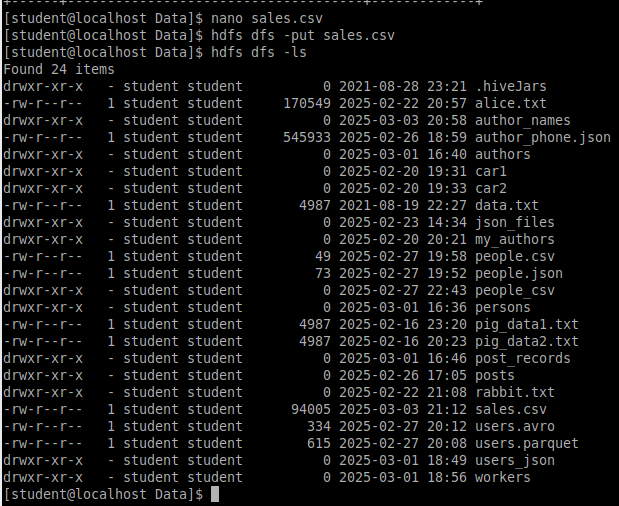 +------+------------------------------------+-------------+
[student@localhost Data]$ nano sales.csv
[student@localhost Data]$ hdfs dfs -put sales.csv
[student@localhost Data]$ hdfs dfs -ls
Found 24 items
drwxr-xr-x   - student student          0 2021-08-28 23:21 .hiveJars
-rw-r--r--   1 student student     170549 2025-02-22 20:57 alice.txt
drwxr-xr-x   - student student          0 2025-03-03 20:58 author_names
-rw-r--r--   1 student student     545933 2025-02-26 18:59 author_phone.json
drwxr-xr-x   - student student          0 2025-03-01 16:40 authors
drwxr-xr-x   - student student          0 2025-02-20 19:31 car1
drwxr-xr-x   - student student          0 2025-02-20 19:33 car2
-rw-r--r--   1 student student       4987 2021-08-19 22:27 data.txt
drwxr-xr-x   - student student          0 2025-02-23 14:34 json_files
drwxr-xr-x   - student student          0 2025-02-20 20:21 my_authors
-rw-r--r--   1 student student         49 2025-02-27 19:58 people.csv
-rw-r--r--   1 student student         73 2025-02-27 19:52 people.json
drwxr-xr-x   - student student          0 2025-02-27 22:43 people_csv
drwxr-xr-x   - student student          0 2025-03-01 16:36 persons
-rw-r--r--   1 student student       4987 2025-02-16 23:20 pig_data1.txt
-rw-r--r--   1 student student       4987 2025-02-16 20:23 pig_data2.txt
drwxr-xr-x   - student student          0 2025-03-01 16:46 post_records
drwxr-xr-x   - student student          0 2025-02-26 17:05 posts
drwxr-xr-x   - student student          0 2025-02-22 21:08 rabbit.txt
-rw-r--r--   1 student student      94005 2025-03-03 21:12 sales.csv
-rw-r--r--   1 student student        334 2025-02-27 20:12 users.avro
-rw-r--r--   1 student student        615 2025-02-27 20:08 users.parquet
drwxr-xr-x   - student student          0 2025-03-01 18:49 users_json
drwxr-xr-x   - student student          0 2025-03-01 18:56 workers
[student@localhost Data]$